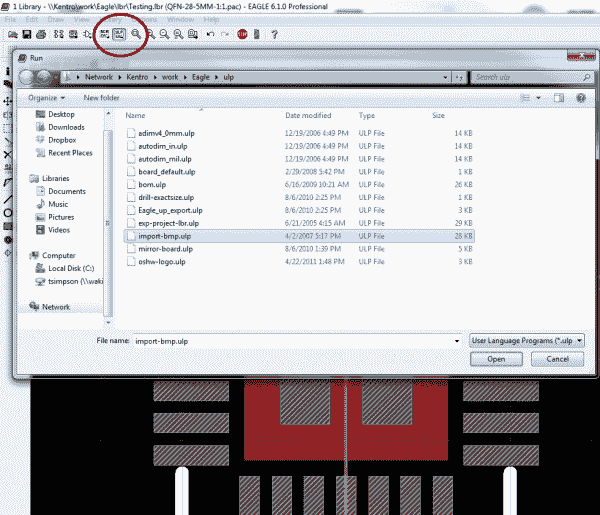 1 Library - \\Kentro\work\Eagle\lbr\Testing.lbr (QFN-28-5MM-1:1.pac) - EAGLE 6.1.0 Professional
File Edit Draw View Options Window Help
Run
Network Kentro work Eagle ulp
Search ulp
Organize New folder
Name Date modified Type Size
Desktop
Downloads
Dropbox
Recent Places
Libraries
Documents
Music
Pictures
Videos
Computer
Local Disk (C:)
tsimpson (\\waki
Network
adimv4_0mm.ulp 12/19/2006 4:49 PM ULP File 14 KB
autodim_in.ulp 12/19/2006 4:49 PM ULP File 14 KB
autodim_mil.ulp 12/19/2006 4:49 PM ULP File 14 KB
board_default.ulp 2/29/2008 5:42 PM ULP File 1 KB
bom.ulp 6/16/2009 10:21 AM ULP File 26 KB
drill-exactsize.ulp 8/6/2010 2:25 PM ULP File 1 KB
Eagle_up_export.ulp 8/6/2010 2:25 PM ULP File 3 KB
exp-project-lbr.ulp 6/21/2005 4:15 AM ULP File 29 KB
import-bmp.ulp 4/2/2007 5:17 PM ULP File 28 KB
mirror-board.ulp 8/6/2010 1:39 PM ULP File 5 KB
oshw-logo.ulp 4/22/2011 1:48 PM ULP File 3 KB
File name: import-bmp.ulp
User Language Programs (*.ulp
Open Cancel